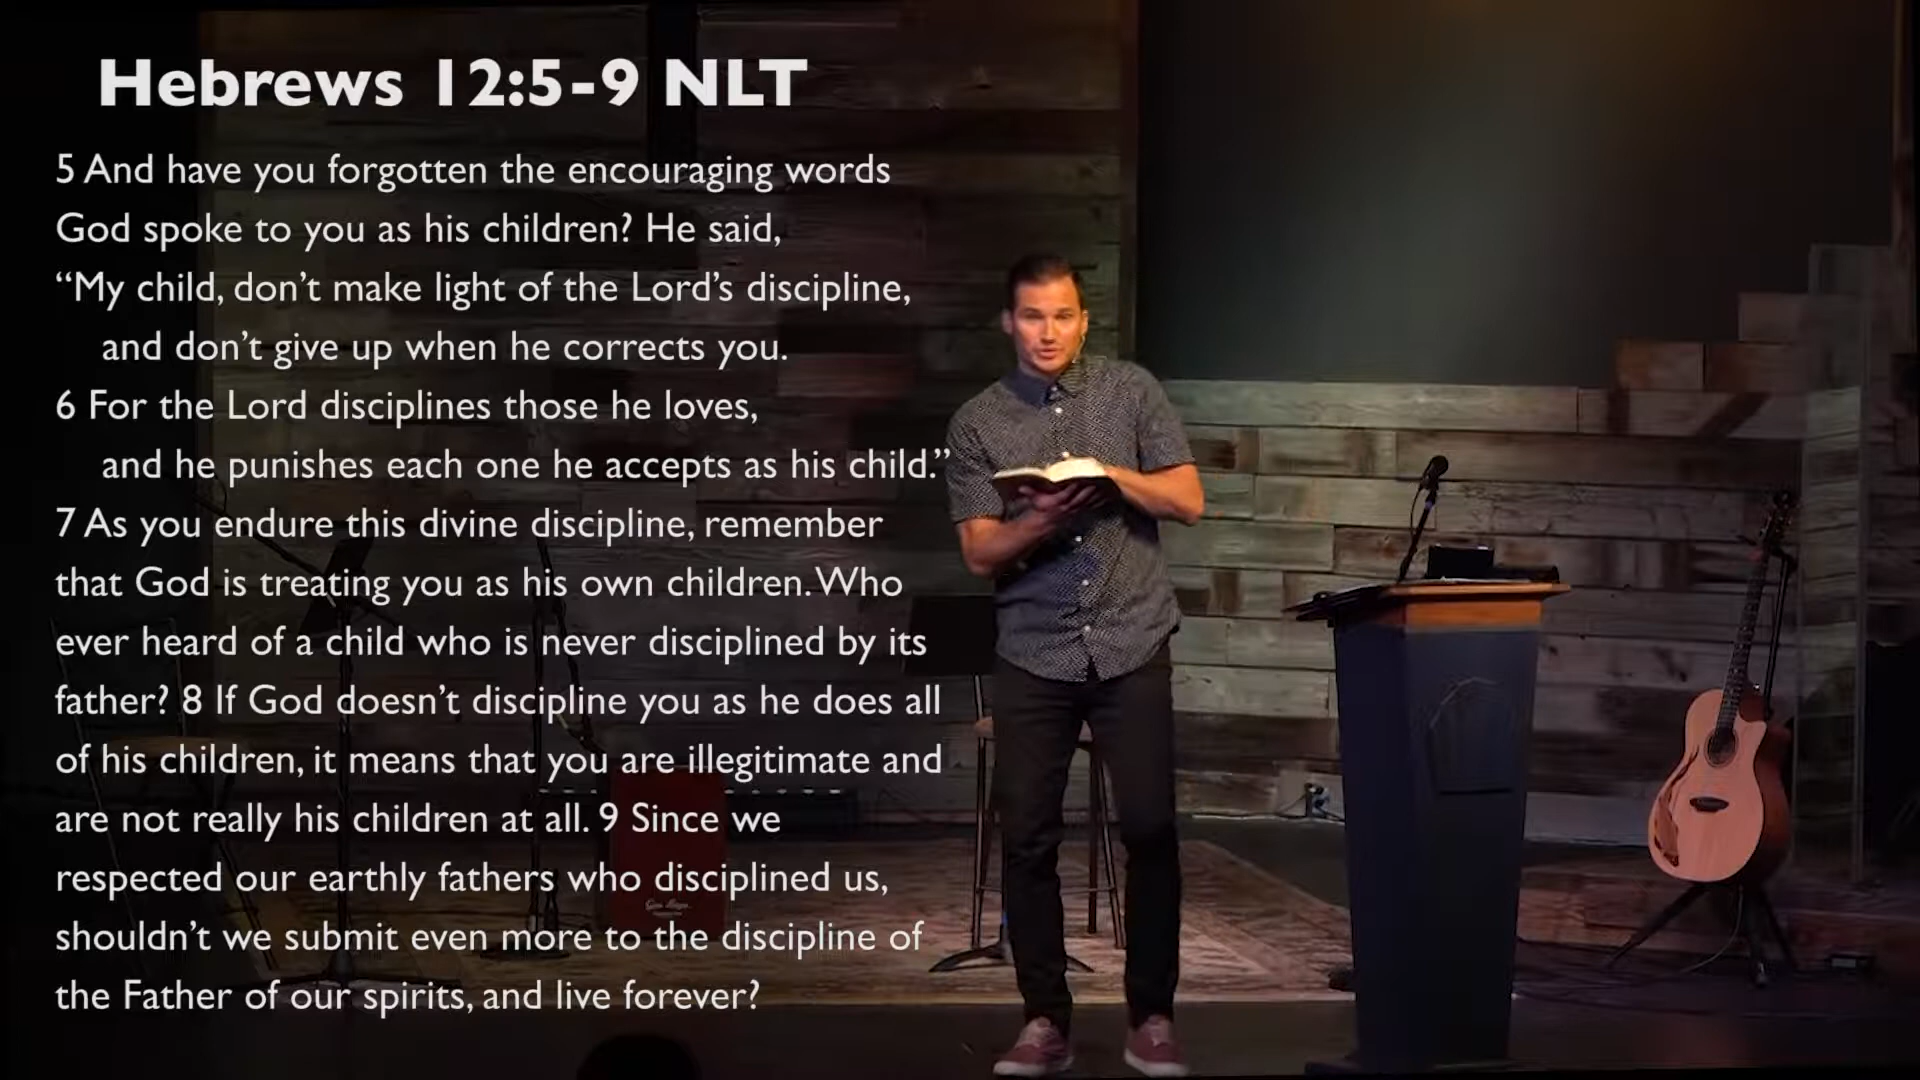 Hebrews 12:5-9 NLT
5 And have you forgotten the encouraging words
God spoke to you as his children? He said,
“My child, don’t make light of the Lord’s discipline,
and don’t give up when he corrects you.
6 For the Lord disciplines those he loves,
and he punishes each one he accepts as his child.”
7 As you endure this divine discipline, remember
that God is treating you as his own children. Who
ever heard of a child who is never disciplined by its
father? 8 If God doesn’t discipline you as he does all
of his children, it means that you are illegitimate and
are not really his children at all. 9 Since we
respected our earthly fathers who disciplined us,
shouldn’t we submit even more to the discipline of
the Father of our spirits, and live forever?